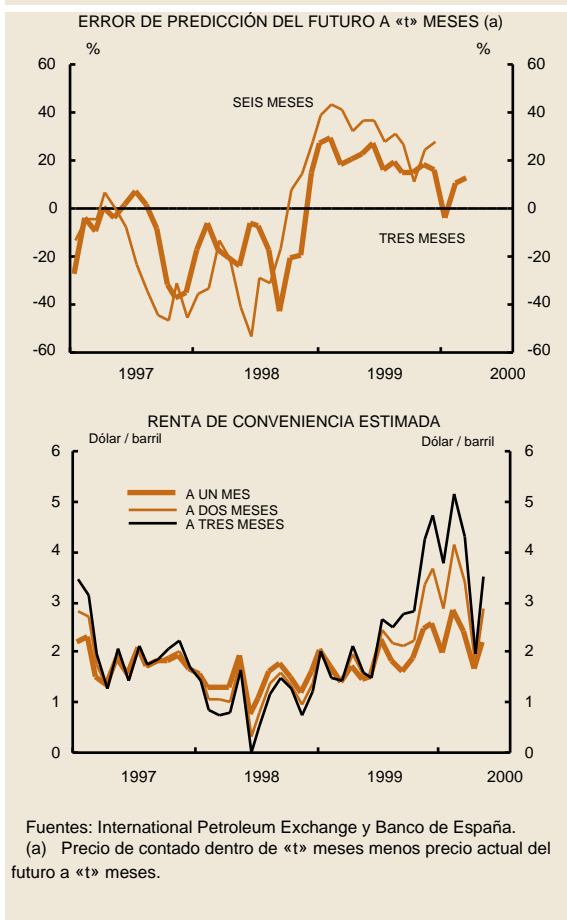 ERROR DE PREDICCIÓN DEL FUTURO A «t» MESES (a)
% %
60 60
SEIS MESES
40 40
20 20
0 0
TRES MESES
-20 -20
-40 -40
-60 -60
1997 1998 1999 2000
RENTA DE CONVENIENCIA ESTIMADA
Dólar / barril Dólar / barril
6 6
5 5
A UN MES
A DOS MESES
A TRES MESES
4 4
3 3
2 2
1 1
0 0
1997 1998 1999 2000
Fuentes: International Petroleum Exchange y Banco de España.
(a) Precio de contado dentro de «t» meses menos precio actual del
futuro a «t» meses.